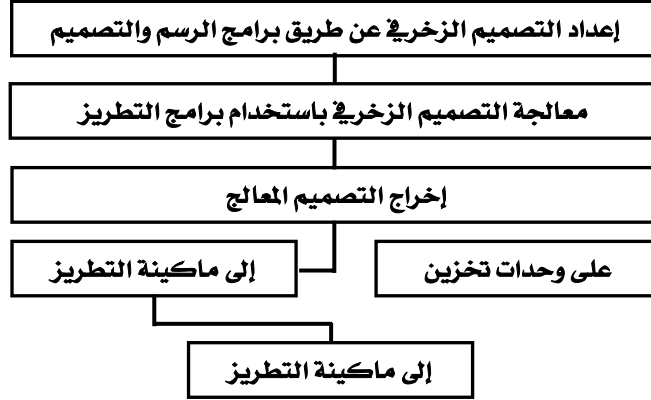 إعداد التصميم الزخرفي عن طريق برامج الرسم والتصميم
معالجة التصميم الزخرفي باستخدام برامج التطريز
إخراج التصميم المعالج
على وحدات تخزين
إلى ماكينة التطريز
إلى ماكينة التطريز